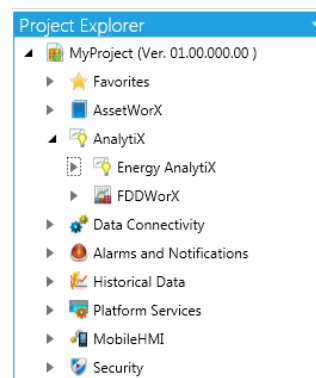 Project Explorer
MyProject (Ver. 01.00.000.00 )
Favorites
AssetWorX
AnalytiX
Energy AnalytiX
FDDWorX
Data Connectivity
Alarms and Notifications
Historical Data
Platform Services
MobileHMI
Security